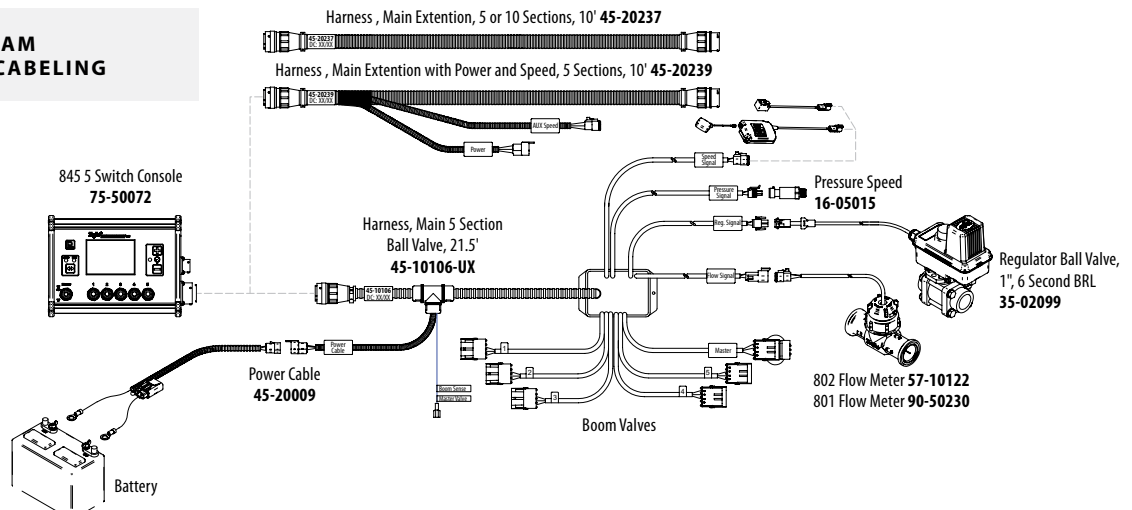 AM
CABELING
Harness , Main Extention, 5 or 10 Sections, 10' 45-20237
45-20237
DC: XX/XX
Harness , Main Extention with Power and Speed, 5 Sections, 10' 45-20239
45-20239
DC: XX/XX
AUX Speed
Power
845 5 Switch Console
75-50072
Harness, Main 5 Section
Ball Valve, 21.5'
45-10106-UX
45-10106
DC: XX/XX
Speed
Signal
Pressure
Signal
Pressure Speed
16-05015
Reg. Signal
Flow Signal
Regulator Ball Valve,
1", 6 Second BRL
35-02099
802 Flow Meter 57-10122
801 Flow Meter 90-50230
Power
Cable
Power Cable
45-20009
Boom Sense
Master Valve
1
2
3
Master
5
4
Boom Valves
Battery